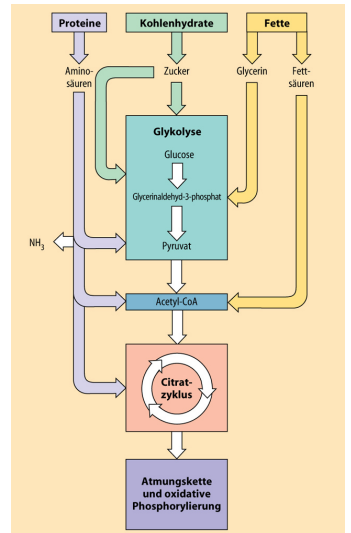 Proteine
Kohlenhydrate
Fette
Amino-
säuren
Zucker
Glycerin
Fett-
säuren
Glykolyse
Glucose
Glycerinaldehyd-3-phosphat
Pyruvat
NH3
Acetyl-CoA
Citrat-
zyklus
Atmungskette
und oxidative
Phosphorylierung